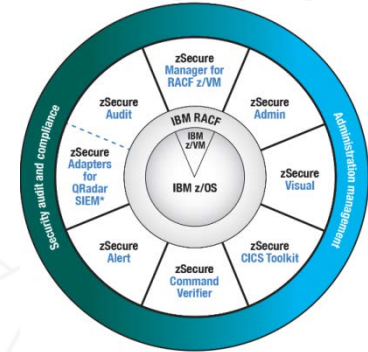 zSecure
Manager for
RACF z/VM
zSecure
Audit
zSecure
Admin
IBM RACF
IBM
z/VM
zSecure
Adapters
for
QRadar
SIEM*
IBM z/OS
zSecure
Visual
zSecure
Alert
zSecure
CICS Toolkit
zSecure
Command
Verifier
Security audit and compliance
Administration management